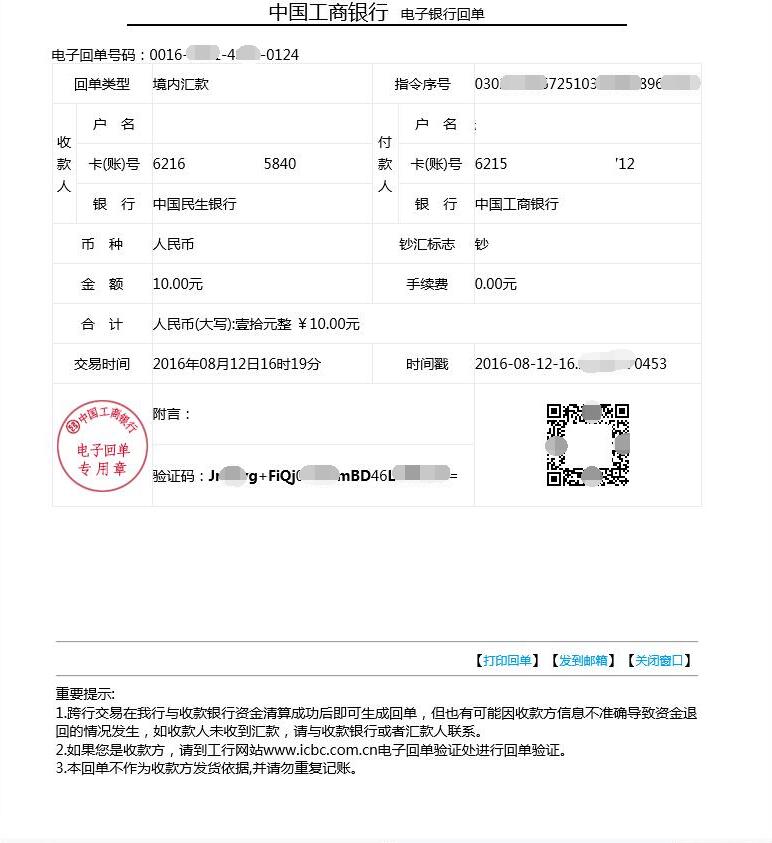 中国工商银行 电子银行回单
电子回单号码：0016- -4 -0124
回单类型 境内汇款 指令序号 030 725103 896
收款人 户 名 付款人 户 名
卡(账)号 6216 5840 卡(账)号 6215 '12
银 行 中国民生银行 银 行 中国工商银行
币 种 人民币 钞汇标志 钞
金 额 10.00元 手续费 0.00元
合 计 人民币(大写):壹拾元整 ￥10.00元
交易时间 2016年08月12日16时19分 时间戳 2016-08-12-16. 0453
中国工商银行
电子回单
专用章
附言：
验证码：J rg+FiQj mBD46L =
【打印回单】 【发到邮箱】 【关闭窗口】
重要提示:
1.跨行交易在我行与收款银行资金清算成功后即可生成回单，但也有可能因收款方信息不准确导致资金退
回的情况发生，如收款人未收到汇款，请与收款银行或者汇款人联系。
2.如果您是收款方，请到工行网站www.icbc.com.cn电子回单验证处进行回单验证。
3.本回单不作为收款方发货依据,并请勿重复记账。